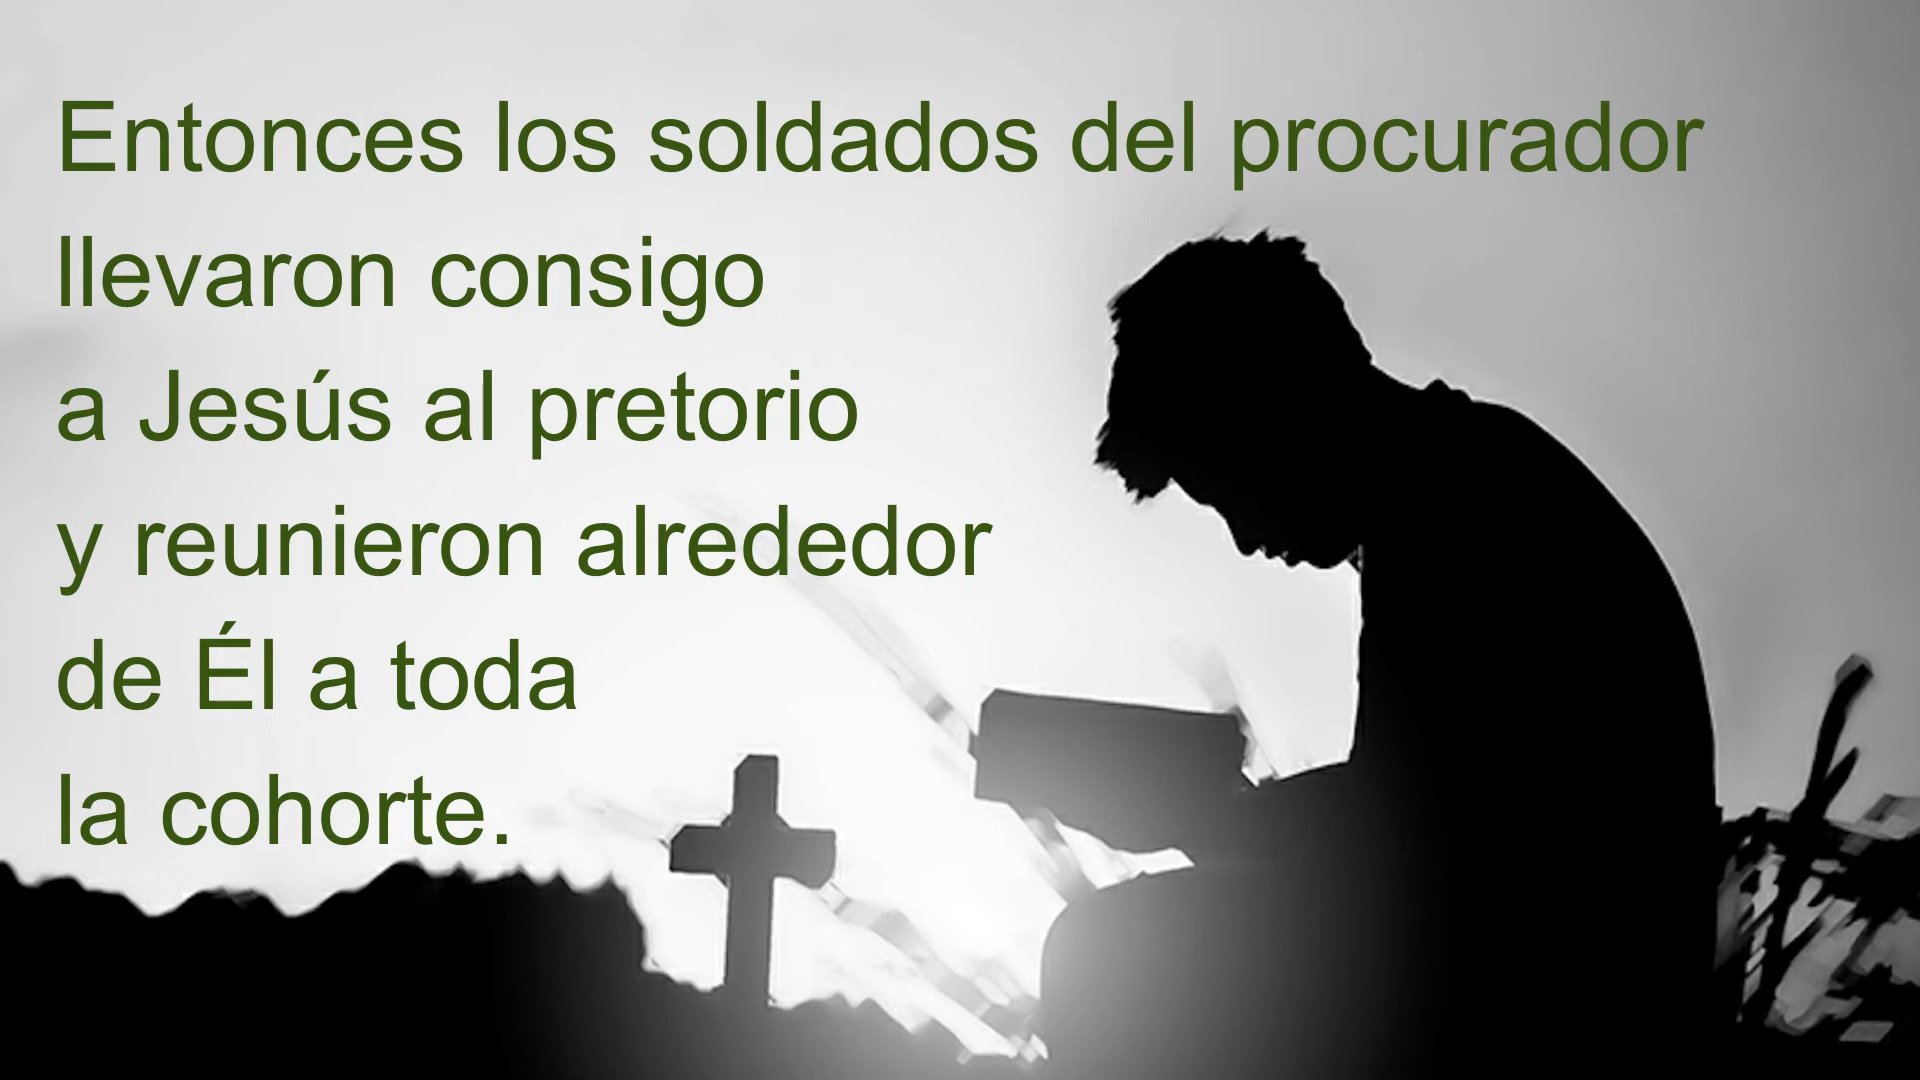 Entonces los soldados del procurador
llevaron consigo
a Jesús al pretorio
y reunieron alrededor
de Él a toda
la cohorte.